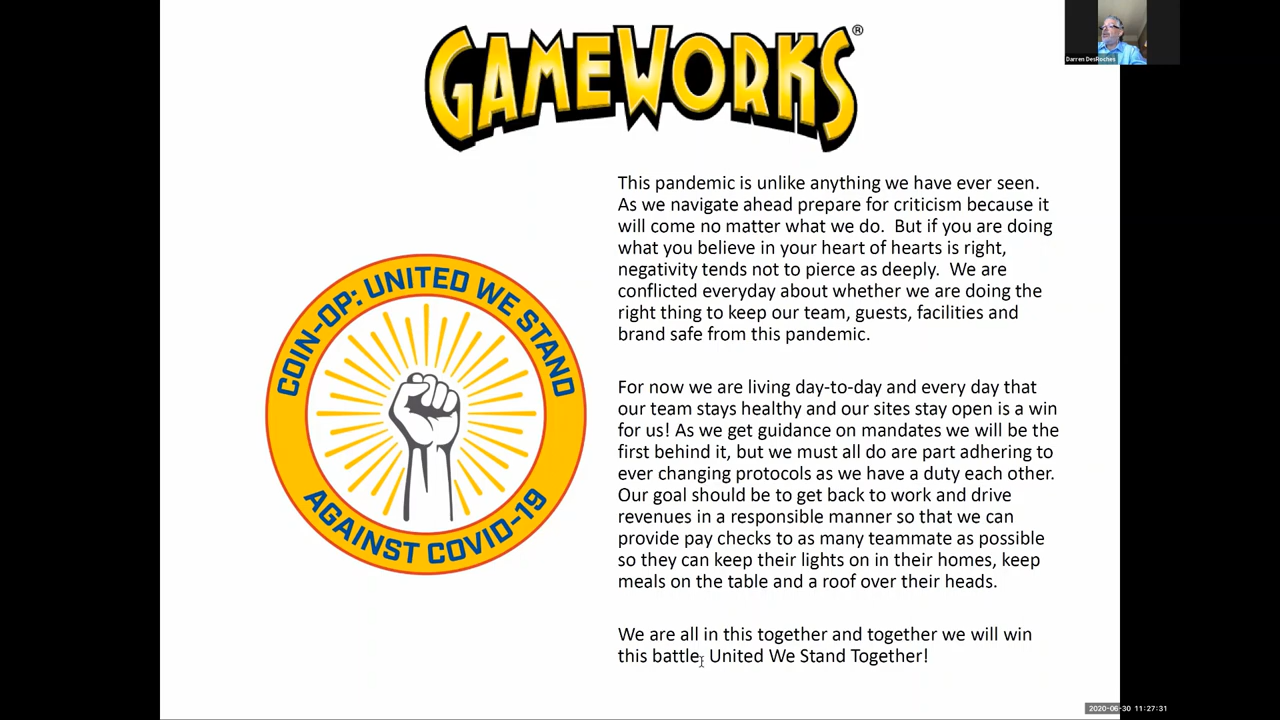 GAMEWORKS®
Darren DesRoches
This pandemic is unlike anything we have ever seen.
As we navigate ahead prepare for criticism because it
will come no matter what we do.  But if you are doing
what you believe in your heart of hearts is right,
negativity tends not to pierce as deeply.  We are
conflicted everyday about whether we are doing the
right thing to keep our team, guests, facilities and
brand safe from this pandemic.
COIN-OP: UNITED WE STAND
AGAINST COVID-19
For now we are living day-to-day and every day that
our team stays healthy and our sites stay open is a win
for us! As we get guidance on mandates we will be the
first behind it, but we must all do are part adhering to
ever changing protocols as we have a duty each other.
Our goal should be to get back to work and drive
revenues in a responsible manner so that we can
provide pay checks to as many teammate as possible
so they can keep their lights on in their homes, keep
meals on the table and a roof over their heads.
We are all in this together and together we will win
this battle, United We Stand Together!
2020-06-30 11:27:31